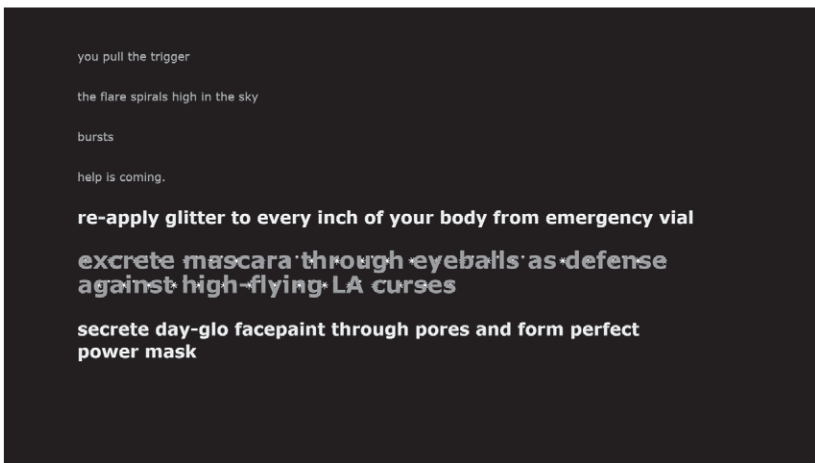 you pull the trigger
the flare spirals high in the sky
bursts
help is coming.
re-apply glitter to every inch of your body from emergency vial
excrete mascara through eyeballs as defense
against high-flying LA curses
secrete day-glo facepaint through pores and form perfect
power mask